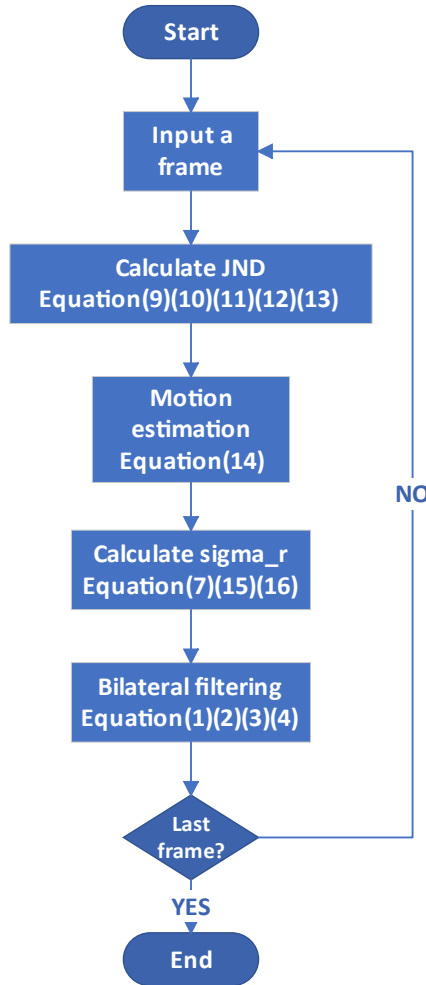 Start
Input a
frame
Calculate JND
Equation(9)(10)(11)(12)(13)
Motion
estimation
Equation(14)
Calculate sigma_r
Equation(7)(15)(16)
Bilateral filtering
Equation(1)(2)(3)(4)
Last
frame?
NO
YES
End